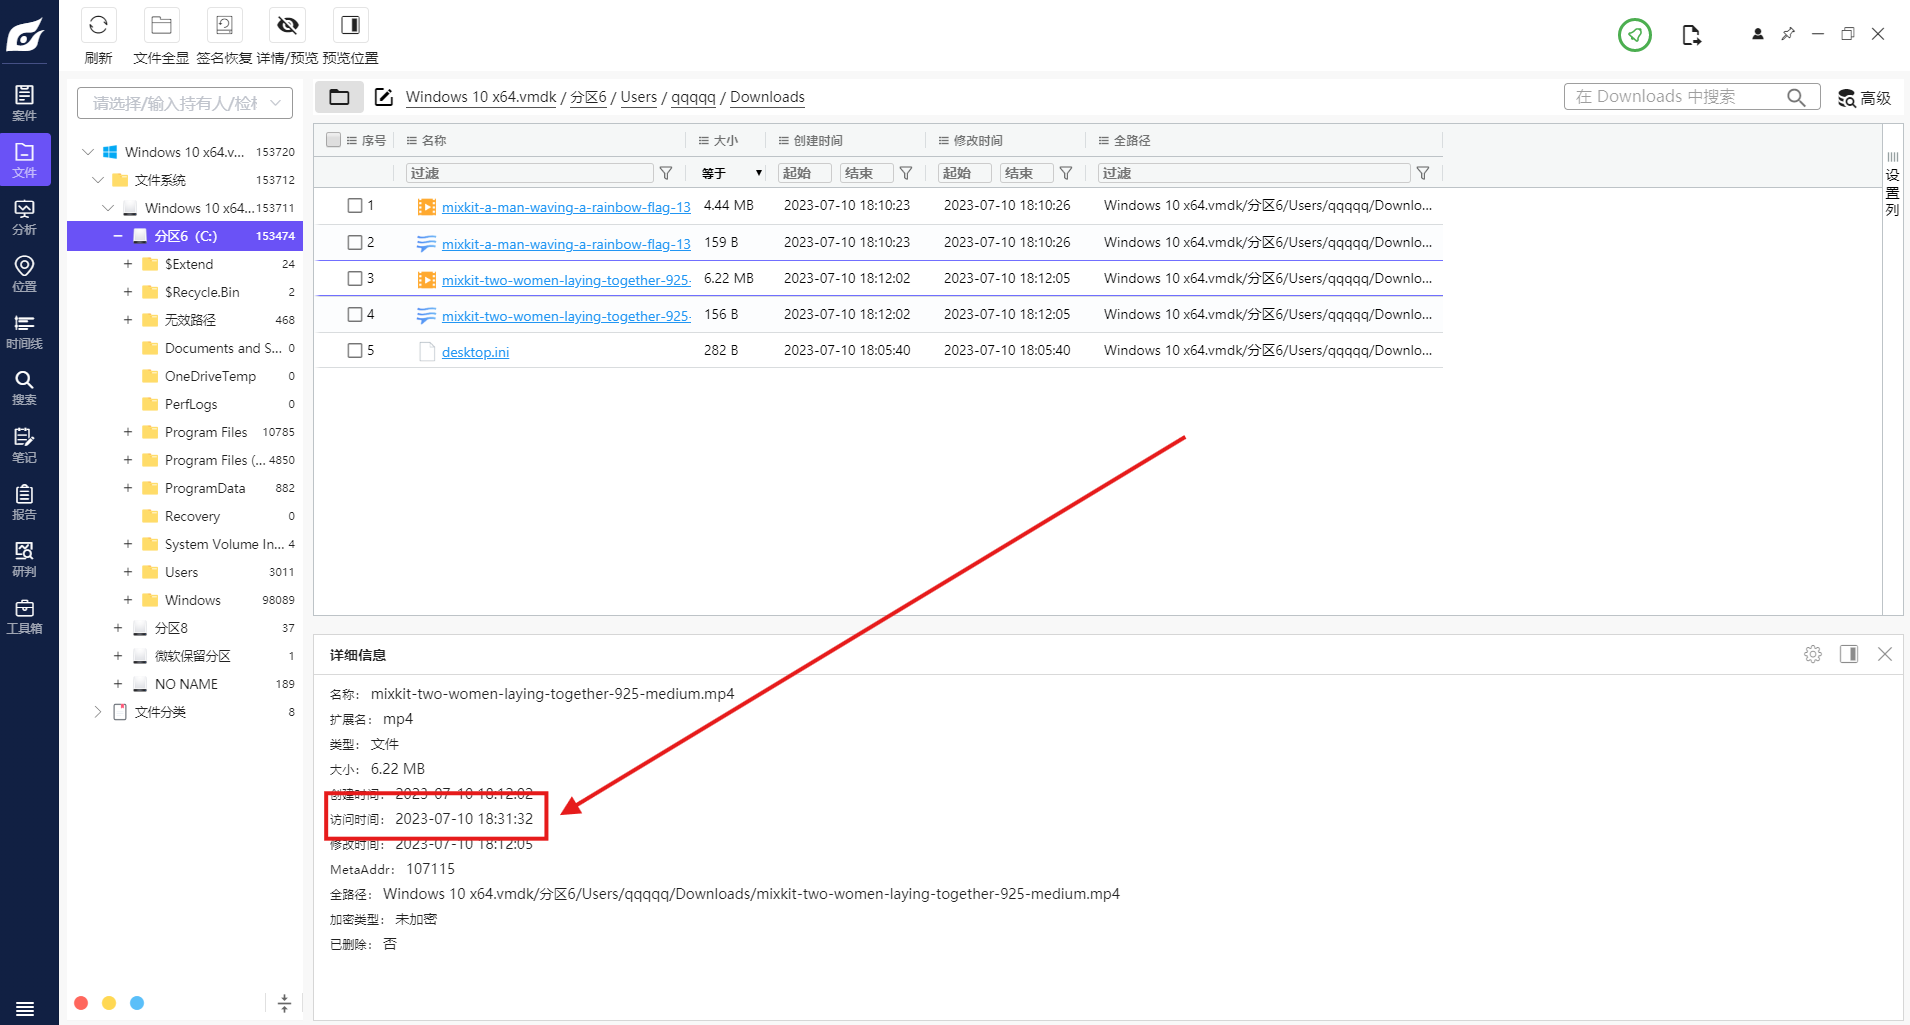 刷新
文件全显
签名恢复
详情/预览
预览位置
案件
文件
分析
位置
时间线
搜索
笔记
报告
研判
工具箱
请选择/输入持有人/检材
Windows 10 x64.v... 153720
文件系统 153712
Windows 10 x64... 153711
分区6 (C:) 153474
$Extend 24
$Recycle.Bin 2
无效路径 468
Documents and S... 0
OneDriveTemp 0
PerfLogs 0
Program Files 10785
Program Files (... 4850
ProgramData 882
Recovery 0
System Volume In... 4
Users 3011
Windows 98089
分区8 37
微软保留分区 1
NO NAME 189
文件分类 8
Windows 10 x64.vmdk / 分区6 / Users / qqqqq / Downloads
在 Downloads 中搜索
高级
序号 名称 大小 创建时间 修改时间 全路径
过滤 等于 起始 结束 起始 结束 过滤
1 mixkit-a-man-waving-a-rainbow-flag-13 4.44 MB 2023-07-10 18:10:23 2023-07-10 18:10:26 Windows 10 x64.vmdk/分区6/Users/qqqqq/Downlo...
2 mixkit-a-man-waving-a-rainbow-flag-13 159 B 2023-07-10 18:10:23 2023-07-10 18:10:26 Windows 10 x64.vmdk/分区6/Users/qqqqq/Downlo...
3 mixkit-two-women-laying-together-925- 6.22 MB 2023-07-10 18:12:02 2023-07-10 18:12:05 Windows 10 x64.vmdk/分区6/Users/qqqqq/Downlo...
4 mixkit-two-women-laying-together-925- 156 B 2023-07-10 18:12:02 2023-07-10 18:12:05 Windows 10 x64.vmdk/分区6/Users/qqqqq/Downlo...
5 desktop.ini 282 B 2023-07-10 18:05:40 2023-07-10 18:05:40 Windows 10 x64.vmdk/分区6/Users/qqqqq/Downlo...
设置列
详细信息
名称： mixkit-two-women-laying-together-925-medium.mp4
扩展名： mp4
类型： 文件
大小： 6.22 MB
创建时间： 2023-07-10 18:12:02
访问时间： 2023-07-10 18:31:32
修改时间： 2023-07-10 18:12:05
MetaAddr： 107115
全路径： Windows 10 x64.vmdk/分区6/Users/qqqqq/Downloads/mixkit-two-women-laying-together-925-medium.mp4
加密类型： 未加密
已删除： 否